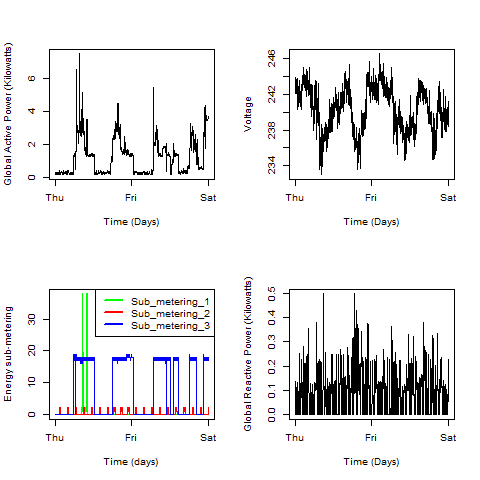 Global Active Power (Kilowatts)
6
4
2
0
Thu
Fri
Sat
Time (Days)
Voltage
246
242
238
234
Thu
Fri
Sat
Time (Days)
Energy sub-metering
30
20
10
0
Sub_metering_1
Sub_metering_2
Sub_metering_3
Thu
Fri
Sat
Time (days)
Global Reactive Power (Kilowatts)
0.5
0.4
0.3
0.2
0.1
0.0
Thu
Fri
Sat
Time (Days)